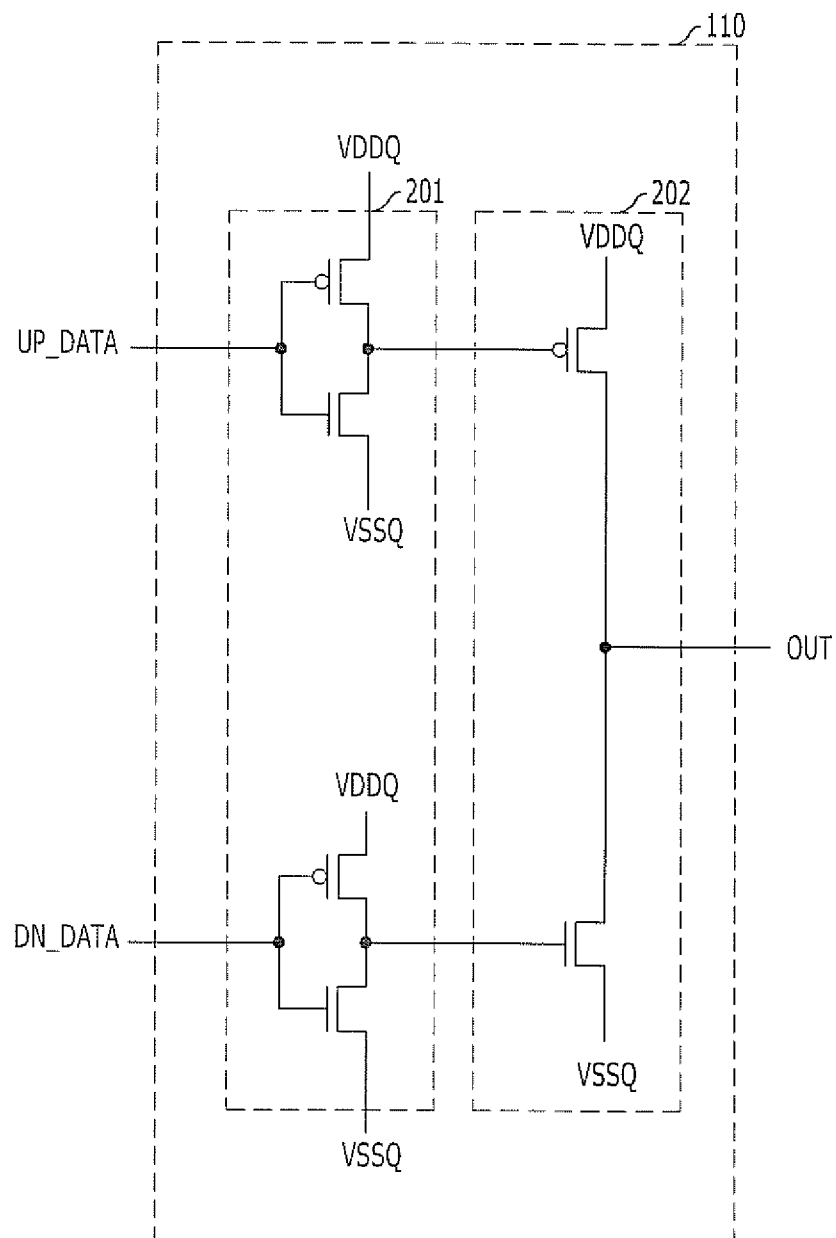 110
VDDQ
201
202
VDDQ
UP_DATA
VSSQ
OUT
VDDQ
DN_DATA
VSSQ
VSSQ